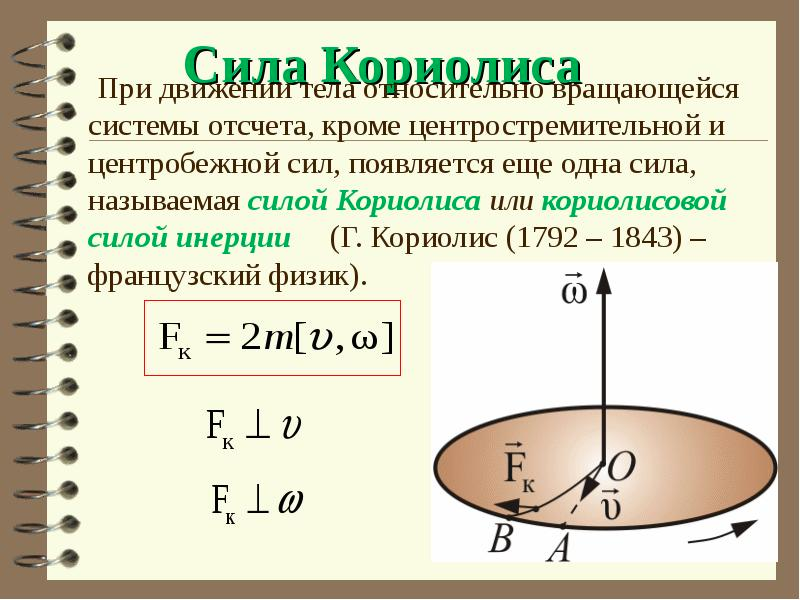 Сила Кориолиса
При движении тела относительно вращающейся
системы отсчета, кроме центростремительной и
центробежной сил, появляется еще одна сила,
называемая силой Кориолиса или кориолисовой
силой инерции (Г. Кориолис (1792 – 1843) –
французский физик).
Fк = 2m[υ, ω]
Fк ⊥ υ
Fк ⊥ ω
ω⃗
O
F⃗к
υ⃗
B
A